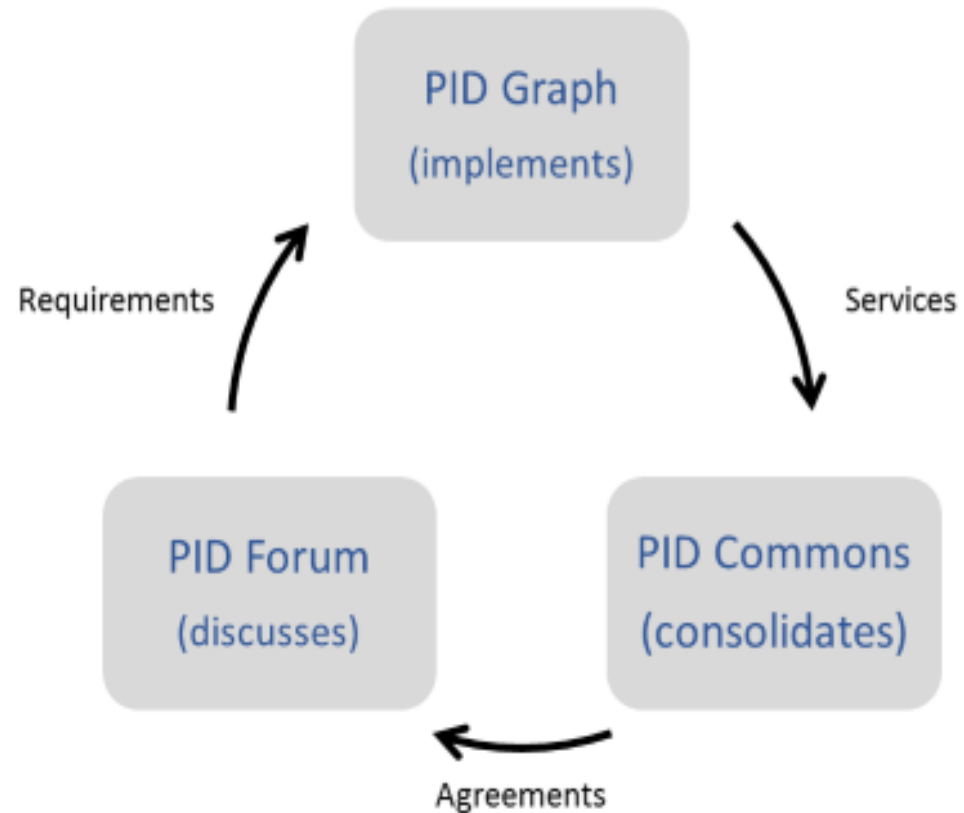 PID Graph
(implements)
Requirements
Services
PID Forum
(discusses)
PID Commons
(consolidates)
Agreements